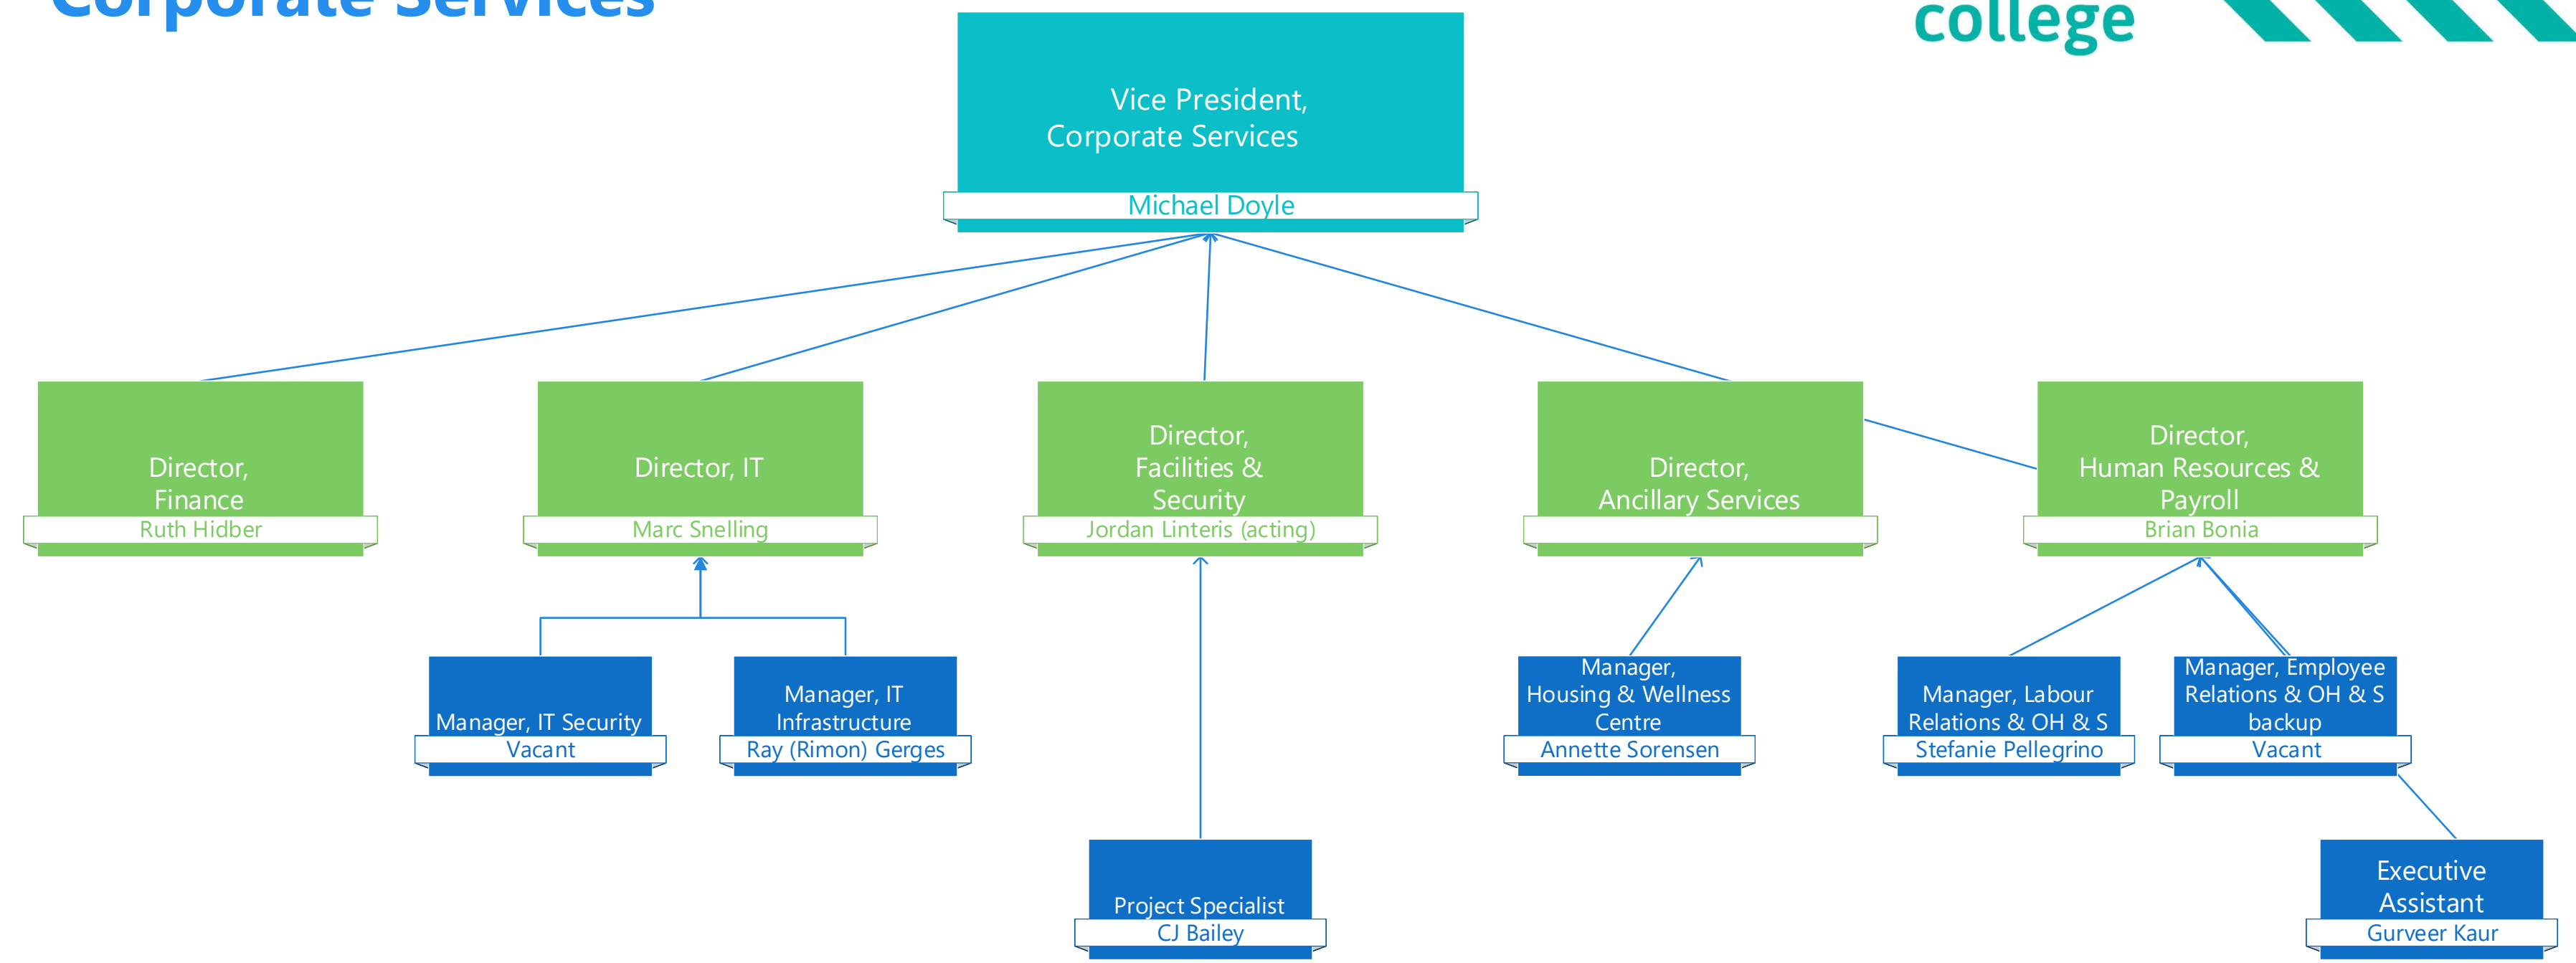 Corporate Services
college
Vice President,
Corporate Services
Michael Doyle
Director,
Finance
Ruth Hidber
Director, IT
Marc Snelling
Director,
Facilities &
Security
Jordan Linteris (acting)
Director,
Ancillary Services
Director,
Human Resources &
Payroll
Brian Bonia
Manager, IT Security
Vacant
Manager, IT
Infrastructure
Ray (Rimon) Gerges
Manager,
Housing & Wellness
Centre
Annette Sorensen
Manager, Labour
Relations & OH & S
Stefanie Pellegrino
Manager, Employee
Relations & OH & S
backup
Vacant
Project Specialist
CJ Bailey
Executive
Assistant
Gurveer Kaur